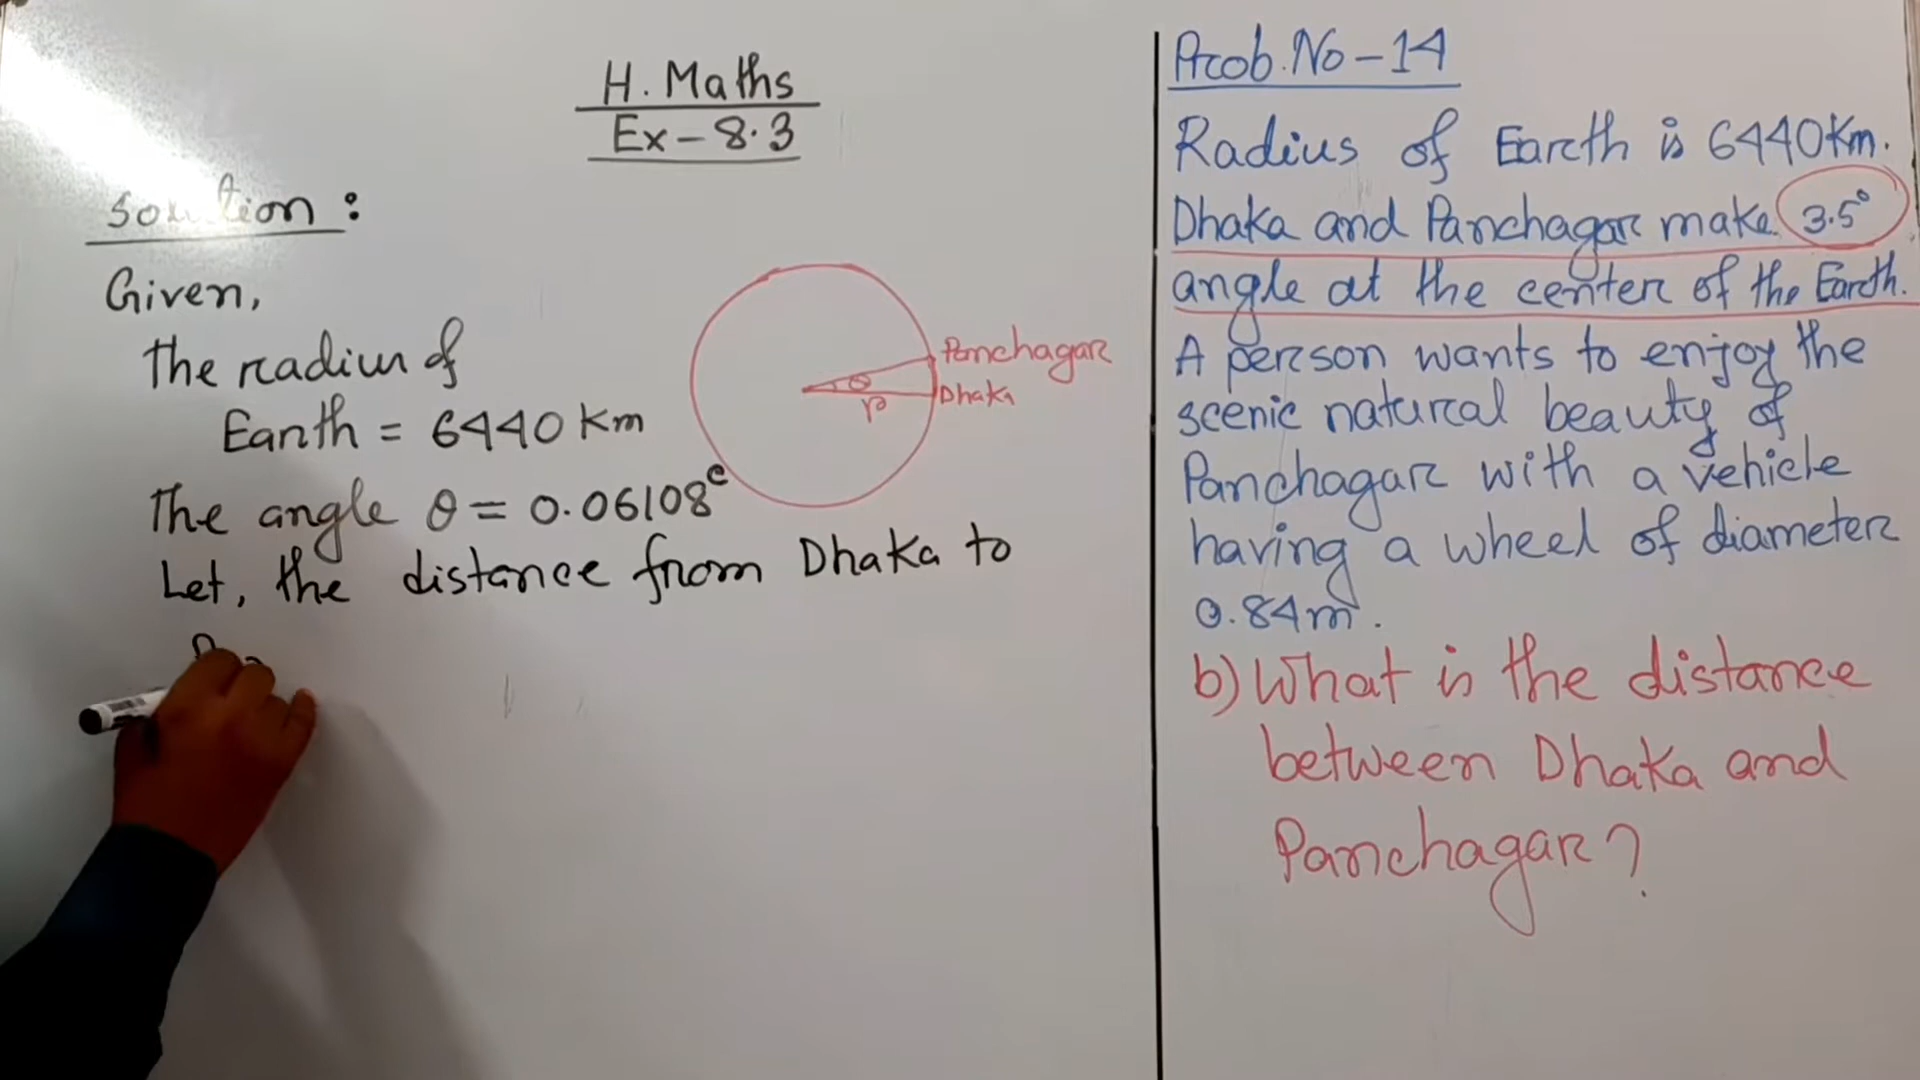 H. Maths
Ex-8.3
Solution:
Given,
The radius of
Earth = 6440 Km
The angle θ = 0.06108ᶜ
Let, the distance from Dhaka to
Panchagar
Dhaka
θ
r
Prob. No-14
Radius of Earth is 6440Km.
Dhaka and Panchagar make 3.5°
angle at the center of the Earth.
A person wants to enjoy the
scenic natural beauty of
Panchagar with a vehicle
having a wheel of diameter
0.84m.
b) What is the distance
between Dhaka and
Panchagar?